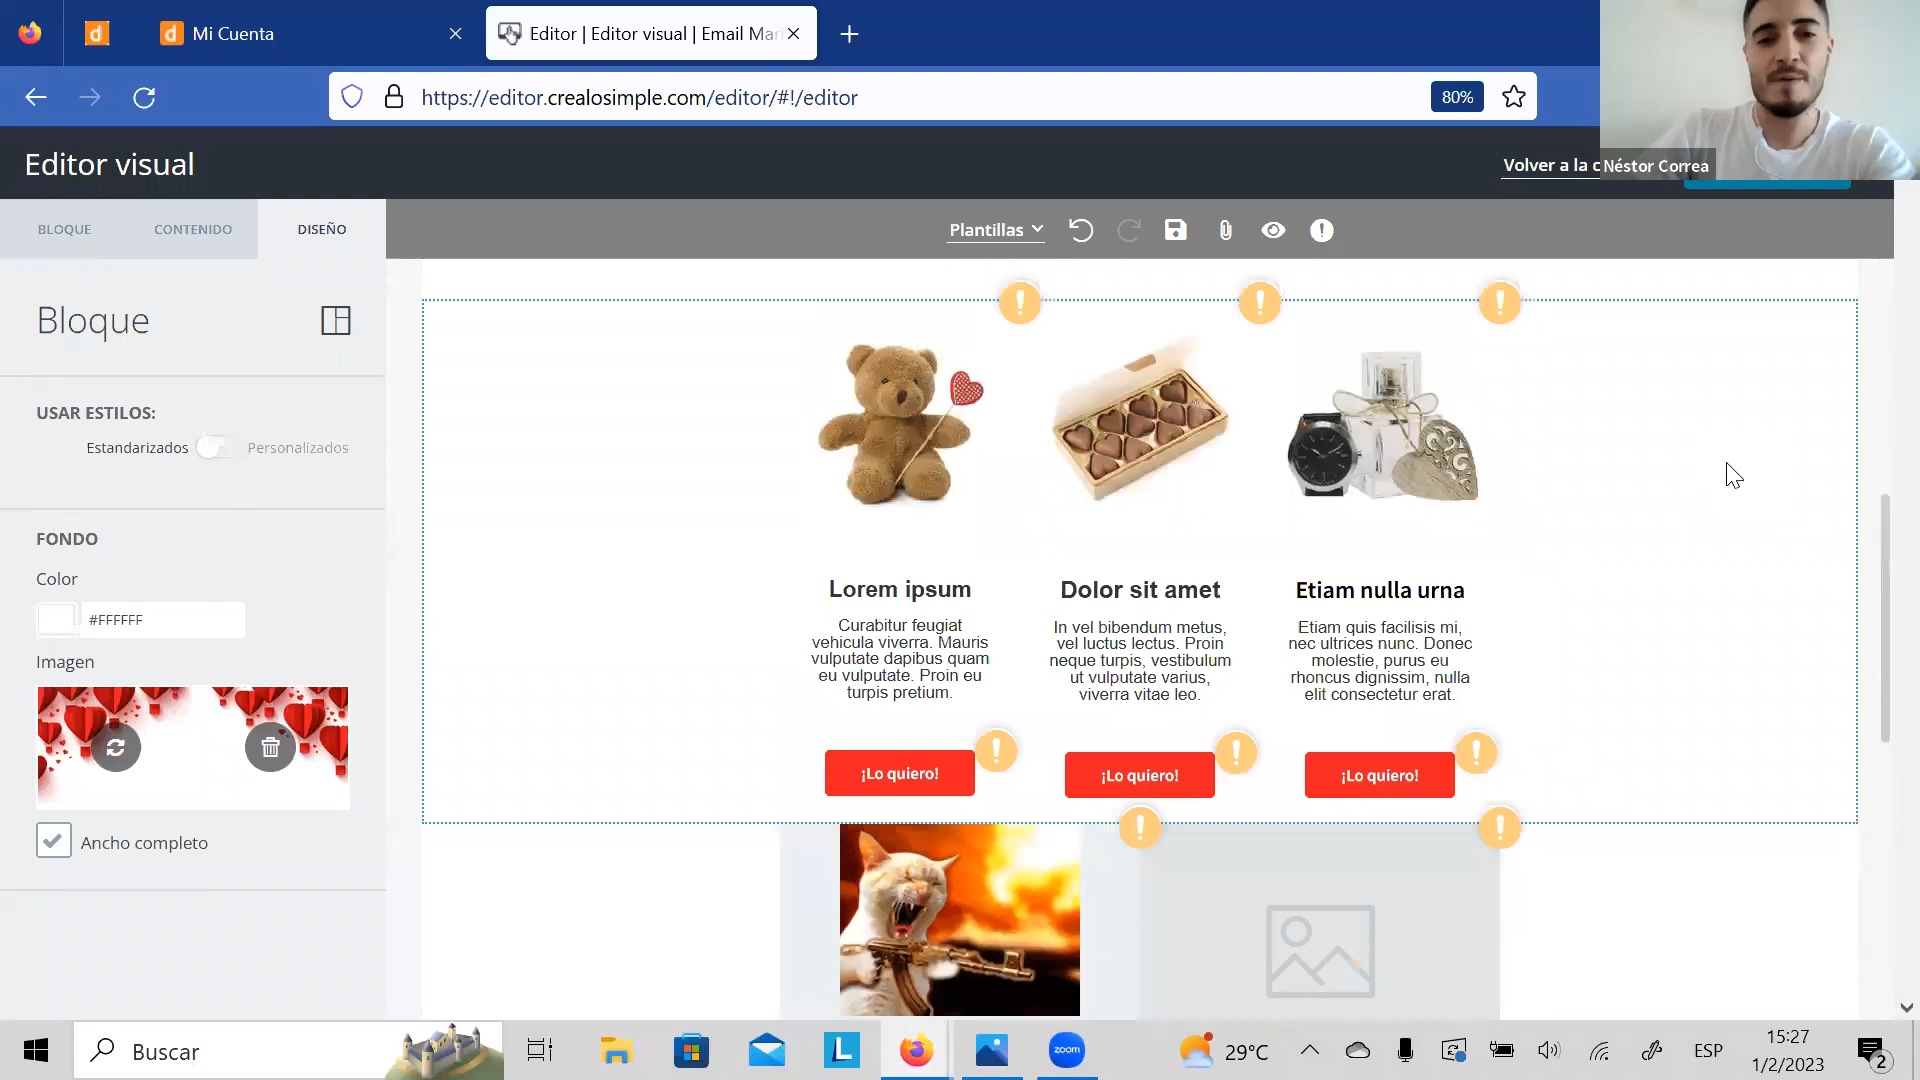 Mi Cuenta
Editor | Editor visual | Email Mar
https://editor.crealosimple.com/editor/#!/editor
80%
Editor visual
Volver a la c
Néstor Correa
BLOQUE
CONTENIDO
DISEÑO
Plantillas
Bloque
USAR ESTILOS:
Estandarizados
Personalizados
FONDO
Color
#FFFFFF
Imagen
Ancho completo
Lorem ipsum
Curabitur feugiat
vehicula viverra. Mauris
vulputate dapibus quam
eu vulputate. Proin eu
turpis pretium.
¡Lo quiero!
Dolor sit amet
In vel bibendum metus,
vel luctus lectus. Proin
neque turpis, vestibulum
ut vulputate varius,
viverra vitae leo.
¡Lo quiero!
Etiam nulla urna
Etiam quis facilisis mi,
nec ultrices nunc. Donec
molestie, purus eu
rhoncus dignissim, nulla
elit consectetur erat.
¡Lo quiero!
Buscar
L
zoom
29°C
ESP
15:27
1/2/2023
2